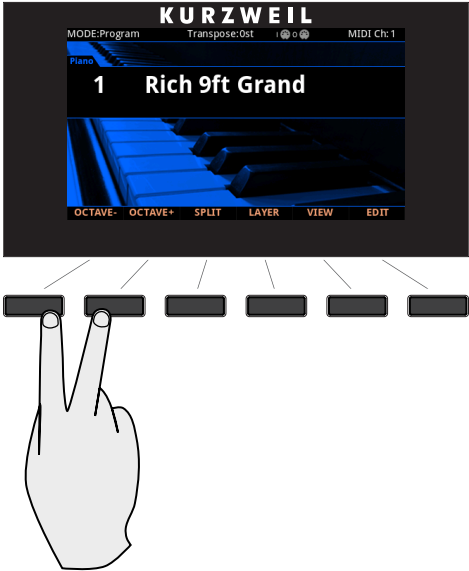 KURZWEIL
MODE:Program Transpose:0st I O MIDI Ch: 1
Piano
1 Rich 9ft Grand
OCTAVE- OCTAVE+ SPLIT LAYER VIEW EDIT